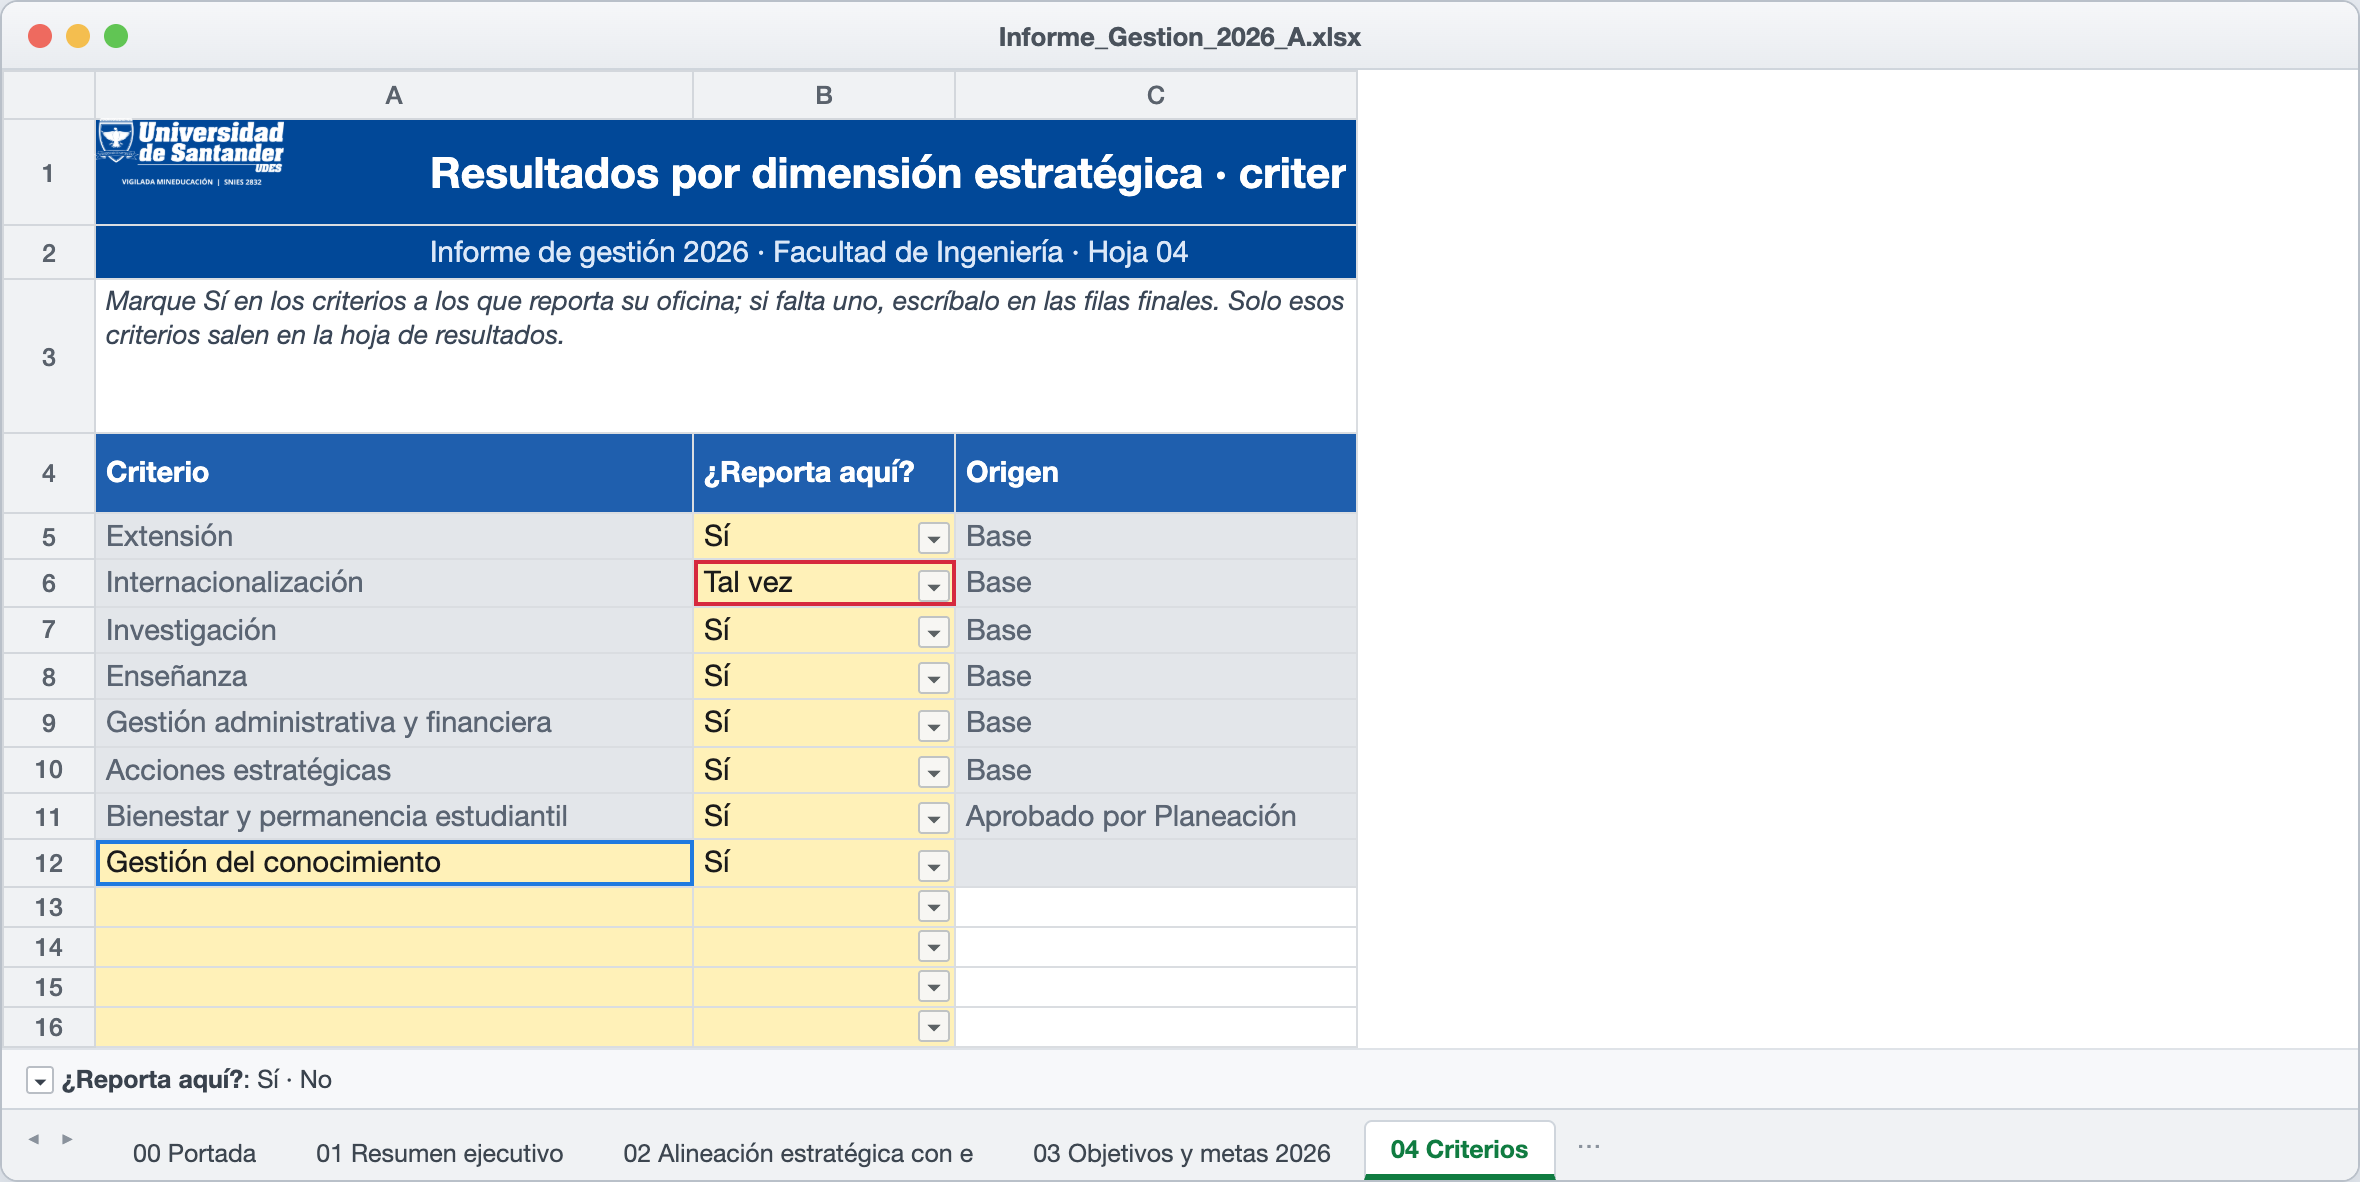 Informe_Gestion_2026_A.xlsx
A B C
1 Universidad de Santander UDES
VIGILADA MINEDUCACIÓN | SNIES 2832
Resultados por dimensión estratégica · criter
2 Informe de gestión 2026 · Facultad de Ingeniería · Hoja 04
3 Marque Sí en los criterios a los que reporta su oficina; si falta uno, escríbalo en las filas finales. Solo esos
criterios salen en la hoja de resultados.
4 Criterio ¿Reporta aquí? Origen
5 Extensión Sí Base
6 Internacionalización Tal vez Base
7 Investigación Sí Base
8 Enseñanza Sí Base
9 Gestión administrativa y financiera Sí Base
10 Acciones estratégicas Sí Base
11 Bienestar y permanencia estudiantil Sí Aprobado por Planeación
12 Gestión del conocimiento Sí
13
14
15
16
¿Reporta aquí?: Sí · No
00 Portada 01 Resumen ejecutivo 02 Alineación estratégica con e 03 Objetivos y metas 2026 04 Criterios ...